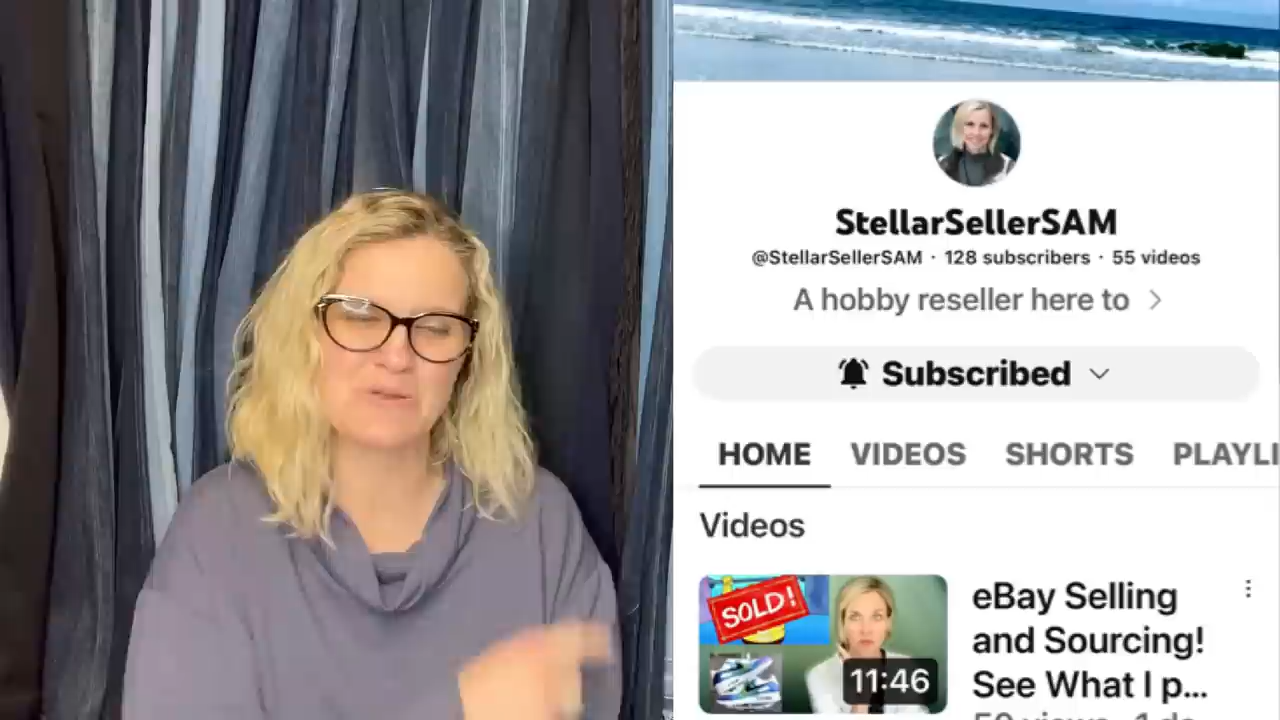 StellarSellerSAM
@StellarSellerSAM · 128 subscribers · 55 videos
A hobby reseller here to
Subscribed
HOME VIDEOS SHORTS PLAYLI
Videos
SOLD!
11:46
eBay Selling
and Sourcing!
See What I p...